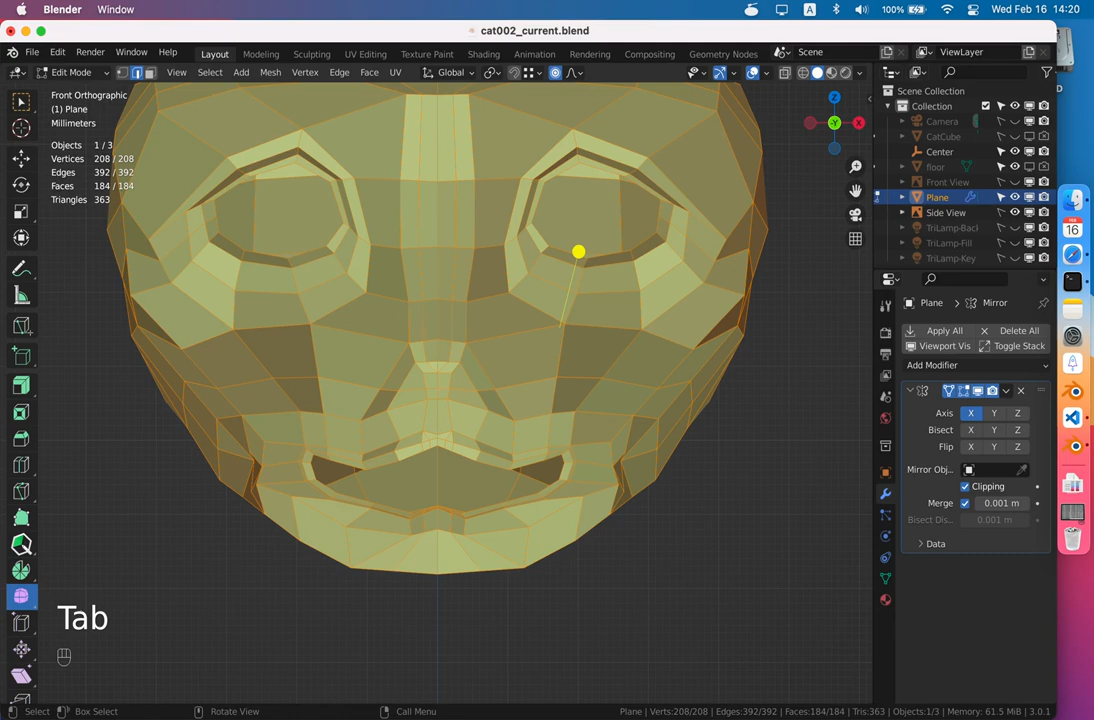 Blender Window A 100% Wed Feb 16 14:20
cat002_current.blend
File Edit Render Window Help Layout Modeling Sculpting UV Editing Texture Paint Shading Animation Rendering Compositing Geometry Nodes Scene ViewLayer
Edit Mode View Select Add Mesh Vertex Edge Face UV Global
Front Orthographic
(1) Plane
Millimeters
Objects 1 / 3
Vertices 208 / 208
Edges 392 / 392
Faces 184 / 184
Triangles 363
Z
Y
X
Scene Collection
Collection
Camera
CatCube
Center
floor
Front View
Plane
Side View
TriLamp-Back
TriLamp-Fill
TriLamp-Key
Plane > Mirror
Apply All Delete All
Viewport Vis Toggle Stack
Add Modifier
Axis X Y Z
Bisect X Y Z
Flip X Y Z
Mirror Obj...
Clipping
Merge 0.001 m
Bisect Dis... 0.001 m
Data
FEB
16
Tab
Select Box Select Rotate View Call Menu Plane | Verts:208/208 | Edges:392/392 | Faces:184/184 | Tris:363 | Objects:1/3 | Memory: 61.5 MiB | 3.0.1